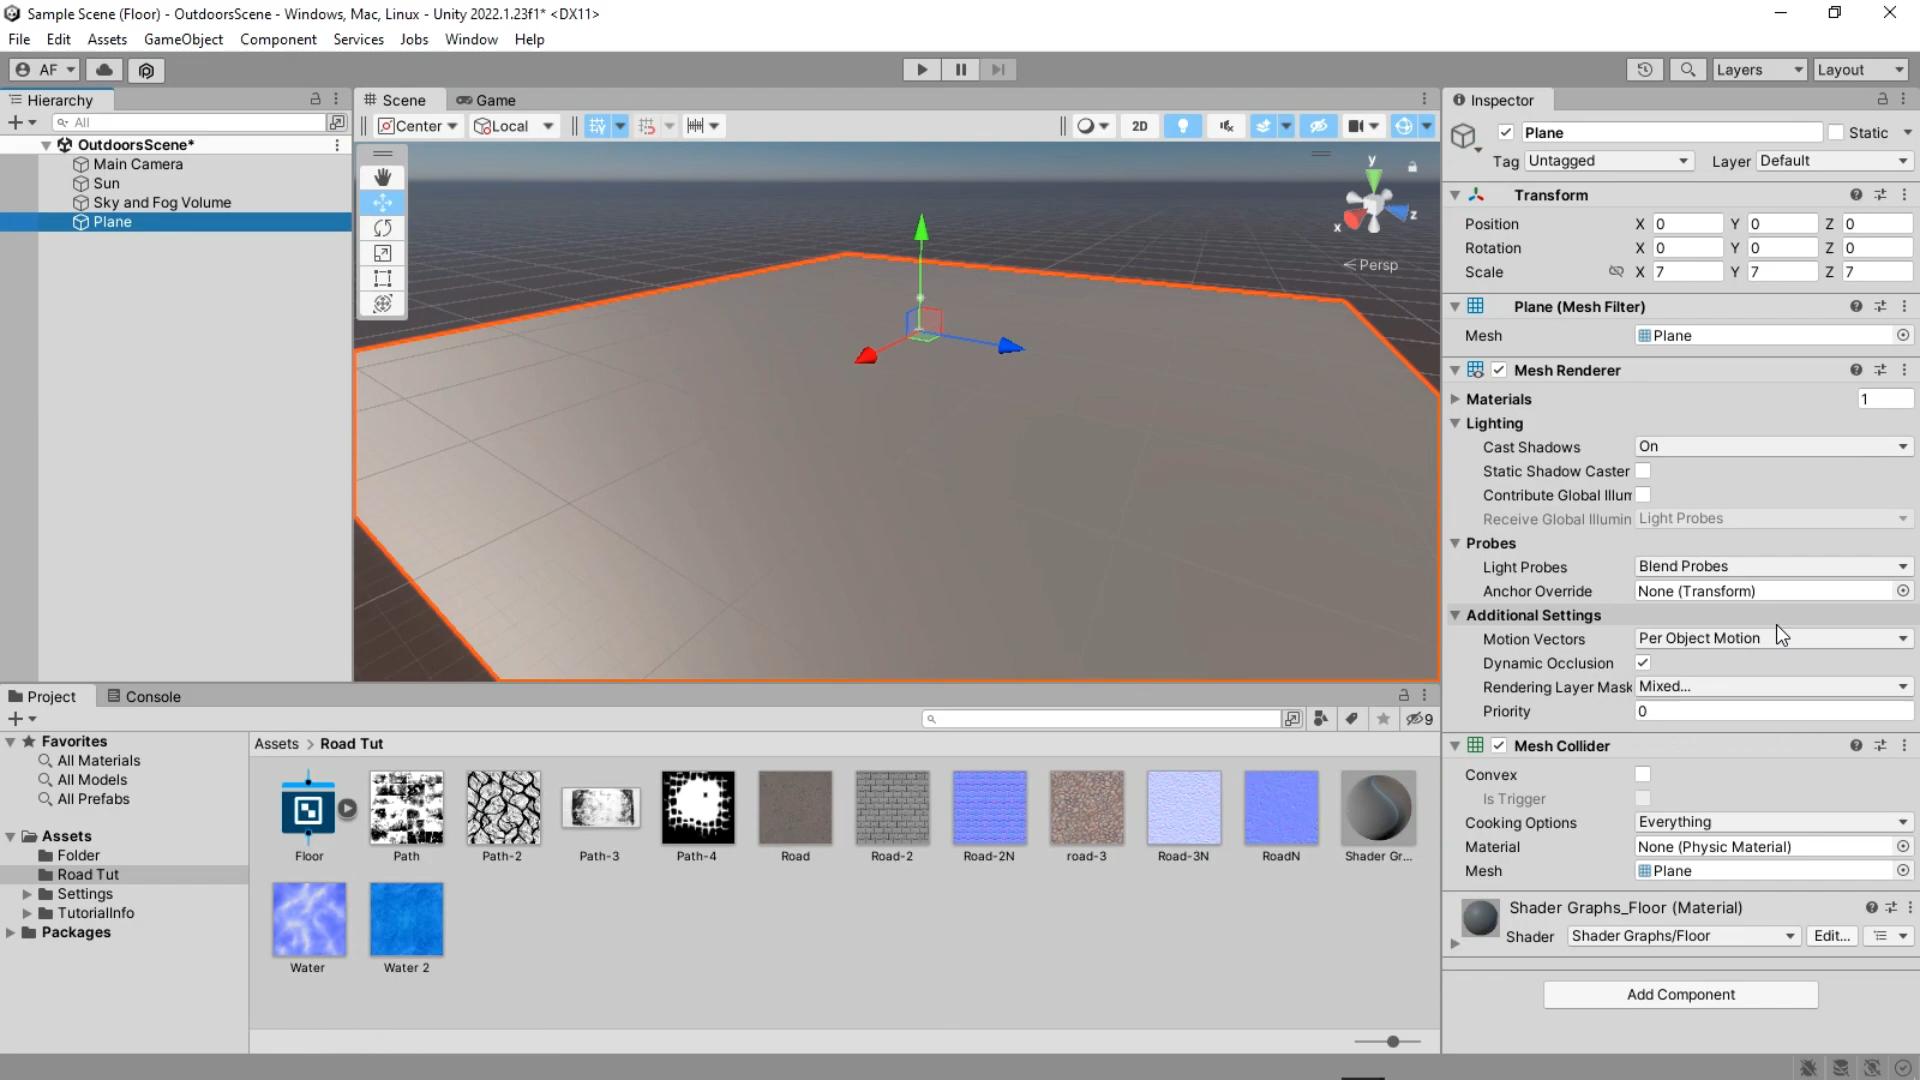 Sample Scene (Floor) - OutdoorsScene - Windows, Mac, Linux - Unity 2022.1.23f1* <DX11>
File Edit Assets GameObject Component Services Jobs Window Help
AF
Layers
Layout
Hierarchy
All
OutdoorsScene*
Main Camera
Sun
Sky and Fog Volume
Plane
Scene
Game
Center
Local
2D
y
x
z
Persp
Inspector
Plane
Static
Tag Untagged
Layer Default
Transform
Position X 0 Y 0 Z 0
Rotation X 0 Y 0 Z 0
Scale X 7 Y 7 Z 7
Plane (Mesh Filter)
Mesh Plane
Mesh Renderer
Materials 1
Lighting
Cast Shadows On
Static Shadow Caster
Contribute Global Illum
Receive Global Illumin Light Probes
Probes
Light Probes Blend Probes
Anchor Override None (Transform)
Additional Settings
Motion Vectors Per Object Motion
Dynamic Occlusion
Rendering Layer Mask Mixed...
Priority 0
Mesh Collider
Convex
Is Trigger
Cooking Options Everything
Material None (Physic Material)
Mesh Plane
Shader Graphs_Floor (Material)
Shader Shader Graphs/Floor Edit...
Add Component
Project
Console
9
Favorites
All Materials
All Models
All Prefabs
Assets
Folder
Road Tut
Settings
TutorialInfo
Packages
Assets > Road Tut
Floor Path Path-2 Path-3 Path-4 Road Road-2 Road-2N road-3 Road-3N RoadN Shader Gr...
Water Water 2